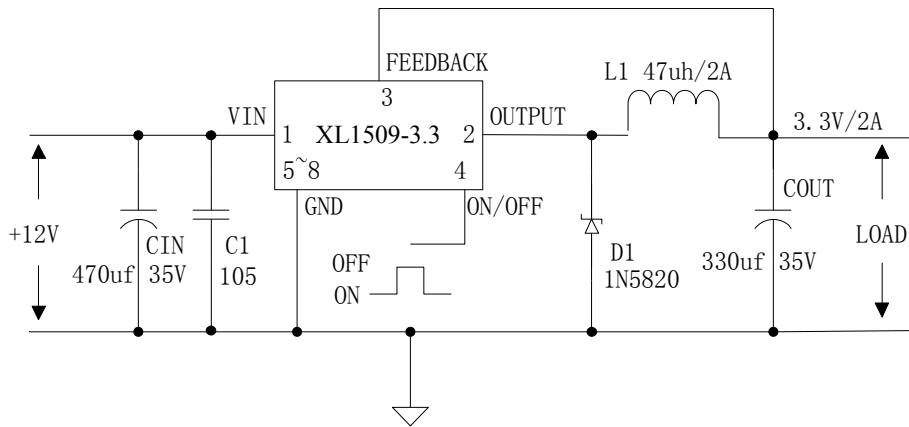 FEEDBACK
L1 47uh/2A
3
VIN
OUTPUT
3.3V/2A
1 XL1509-3.3 2
5~8 4
GND
ON/OFF
COUT
+12V
CIN
C1
LOAD
470uf 35V
105
OFF
ON
D1
1N5820
330uf 35V